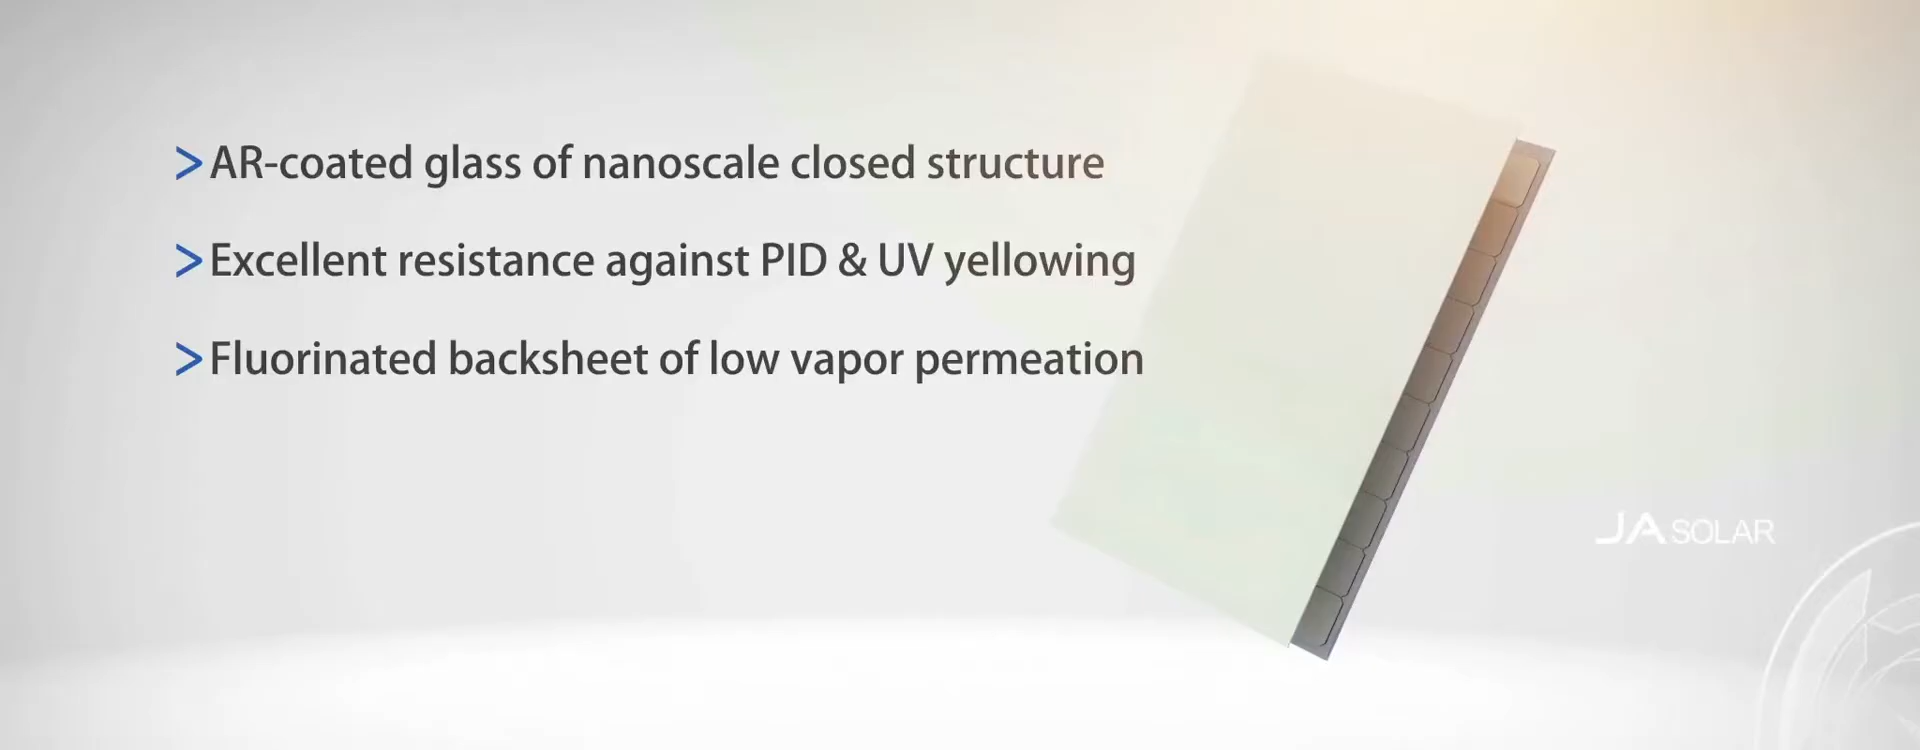 > AR-coated glass of nanoscale closed structure
> Excellent resistance against PID & UV yellowing
> Fluorinated backsheet of low vapor permeation
JA SOLAR